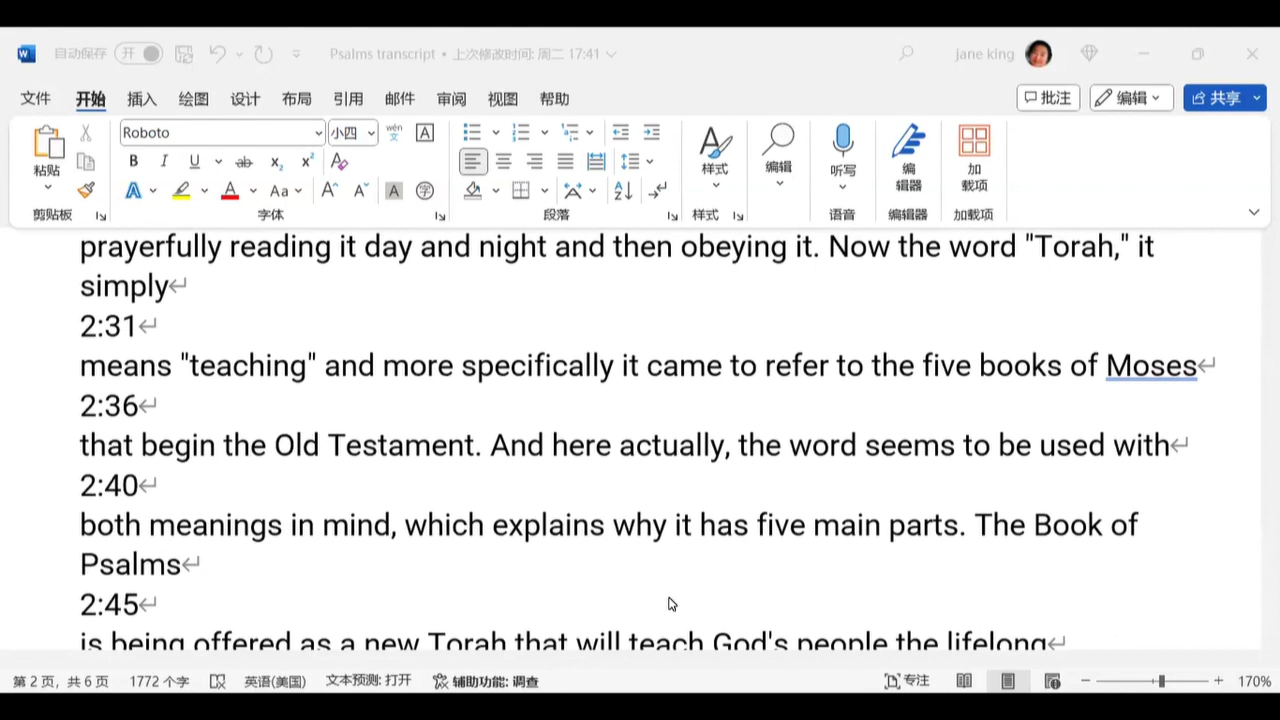 自动保存 开 Psalms transcript • 上次修改时间: 周二 17:41 jane king
文件 开始 插入 绘图 设计 布局 引用 邮件 审阅 视图 帮助 批注 编辑 共享
Roboto 小四 wén 文 A
粘贴 B I U ab x₂ x² A 样式 编辑 听写 编辑器 加载项
A A Aa A A A 字 A Z
剪贴板 字体 段落 样式 语音 编辑器 加载项
prayerfully reading it day and night and then obeying it. Now the word "Torah," it
simply
2:31
means "teaching" and more specifically it came to refer to the five books of Moses
2:36
that begin the Old Testament. And here actually, the word seems to be used with
2:40
both meanings in mind, which explains why it has five main parts. The Book of
Psalms
2:45
is being offered as a new Torah that will teach God's people the lifelong
第 2 页，共 6 页 1772 个字 英语(美国) 文本预测: 打开 辅助功能: 调查 专注 170%